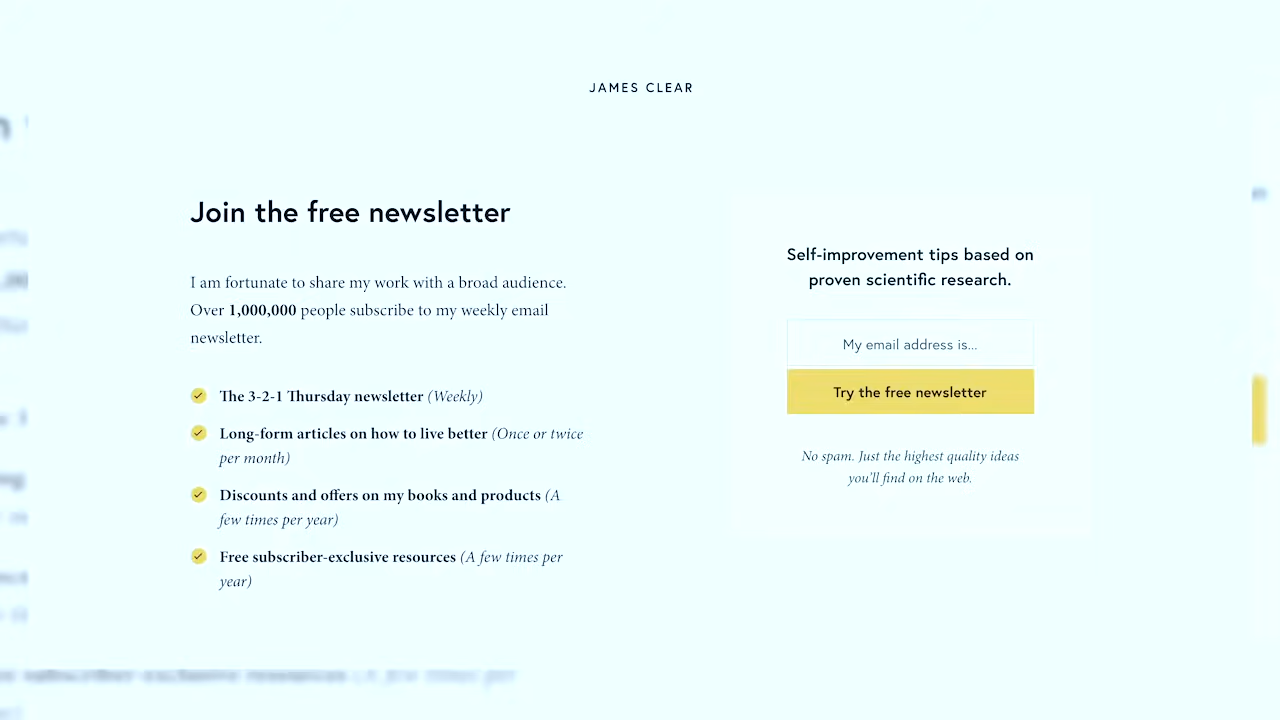 JAMES CLEAR
Join the free newsletter
I am fortunate to share my work with a broad audience.
Over 1,000,000 people subscribe to my weekly email
newsletter.
The 3-2-1 Thursday newsletter (Weekly)
Long-form articles on how to live better (Once or twice
per month)
Discounts and offers on my books and products (A
few times per year)
Free subscriber-exclusive resources (A few times per
year)
Self-improvement tips based on
proven scientific research.
My email address is...
Try the free newsletter
No spam. Just the highest quality ideas
you'll find on the web.